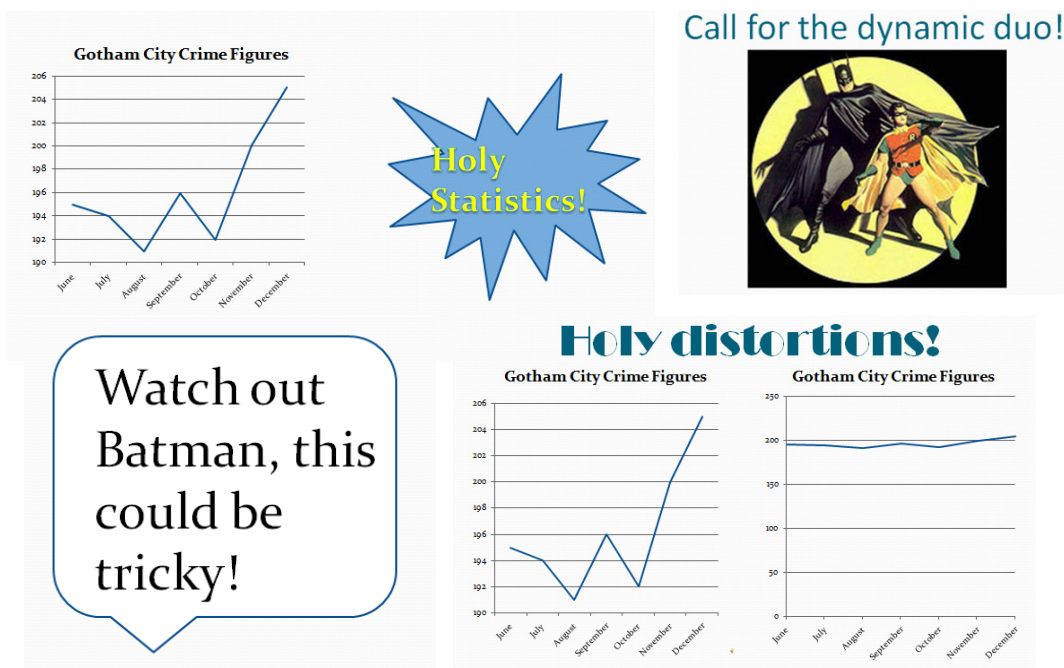 Call for the dynamic duo!
Gotham City Crime Figures
206
204
202
200
198
196
194
192
190
June
July
August
September
October
November
December
Holy
Statistics!
R
Watch out
Batman, this
could be
tricky!
Holy distortions!
Gotham City Crime Figures
206
204
202
200
196
194
192
190
June
July
August
September
October
November
December
Gotham City Crime Figures
250
200
150
100
50
0
June
July
August
September
October
November
December